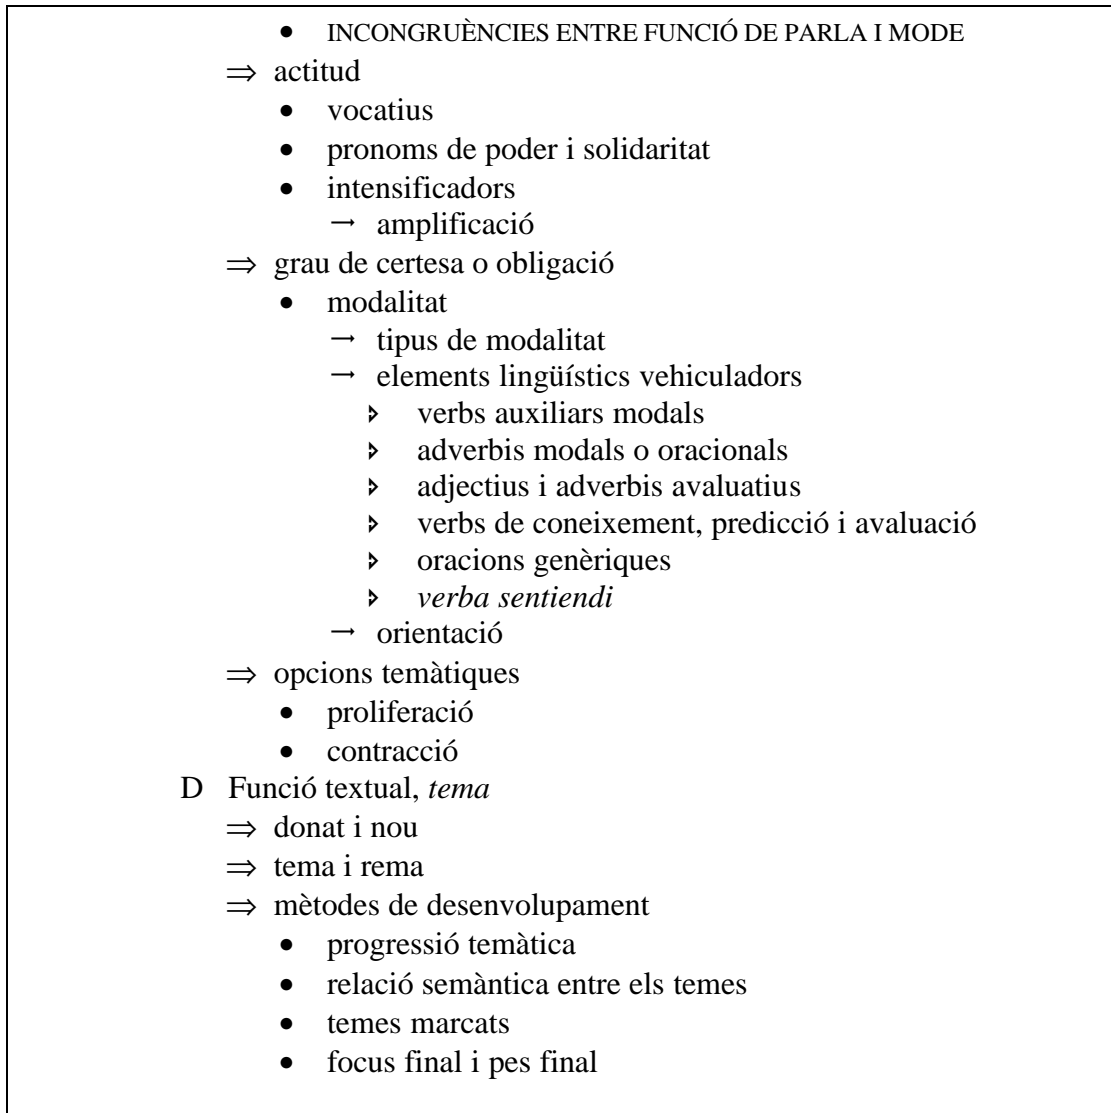 • INCONGRUÈNCIES ENTRE FUNCIÓ DE PARLA I MODE
⇒ actitud
• vocatius
• pronoms de poder i solidaritat
• intensificadors
→ amplificació
⇒ grau de certesa o obligació
• modalitat
→ tipus de modalitat
→ elements lingüístics vehiculadors
▹ verbs auxiliars modals
▹ adverbis modals o oracionals
▹ adjectius i adverbis avaluatius
▹ verbs de coneixement, predicció i avaluació
▹ oracions genèriques
▹ verba sentiendi
→ orientació
⇒ opcions temàtiques
• proliferació
• contracció
D Funció textual, tema
⇒ donat i nou
⇒ tema i rema
⇒ mètodes de desenvolupament
• progressió temàtica
• relació semàntica entre els temes
• temes marcats
• focus final i pes final